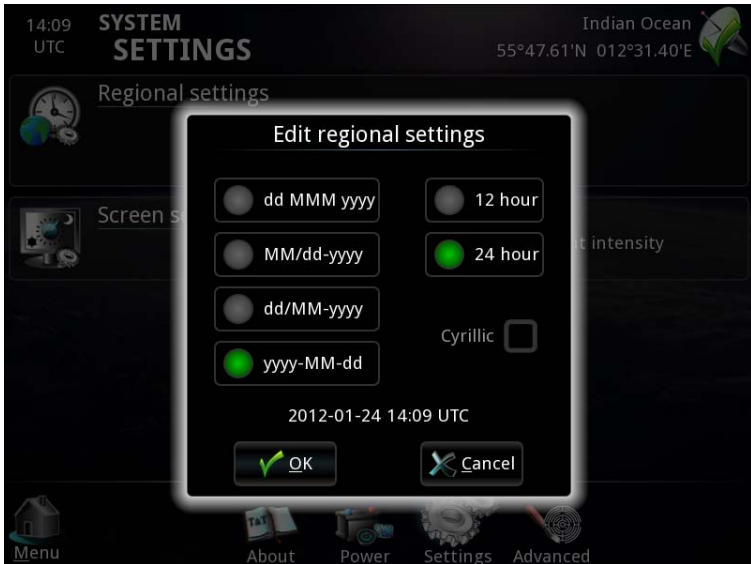 14:09
UTC
SYSTEM
SETTINGS
Indian Ocean
55°47.61'N 012°31.40'E
Regional settings
Edit regional settings
dd MMM yyyy
12 hour
Screen s
MM/dd-yyyy
24 hour
t intensity
dd/MM-yyyy
Cyrillic
yyyy-MM-dd
2012-01-24 14:09 UTC
OK
Cancel
Menu
TaT
About
Power
Settings
Advanced